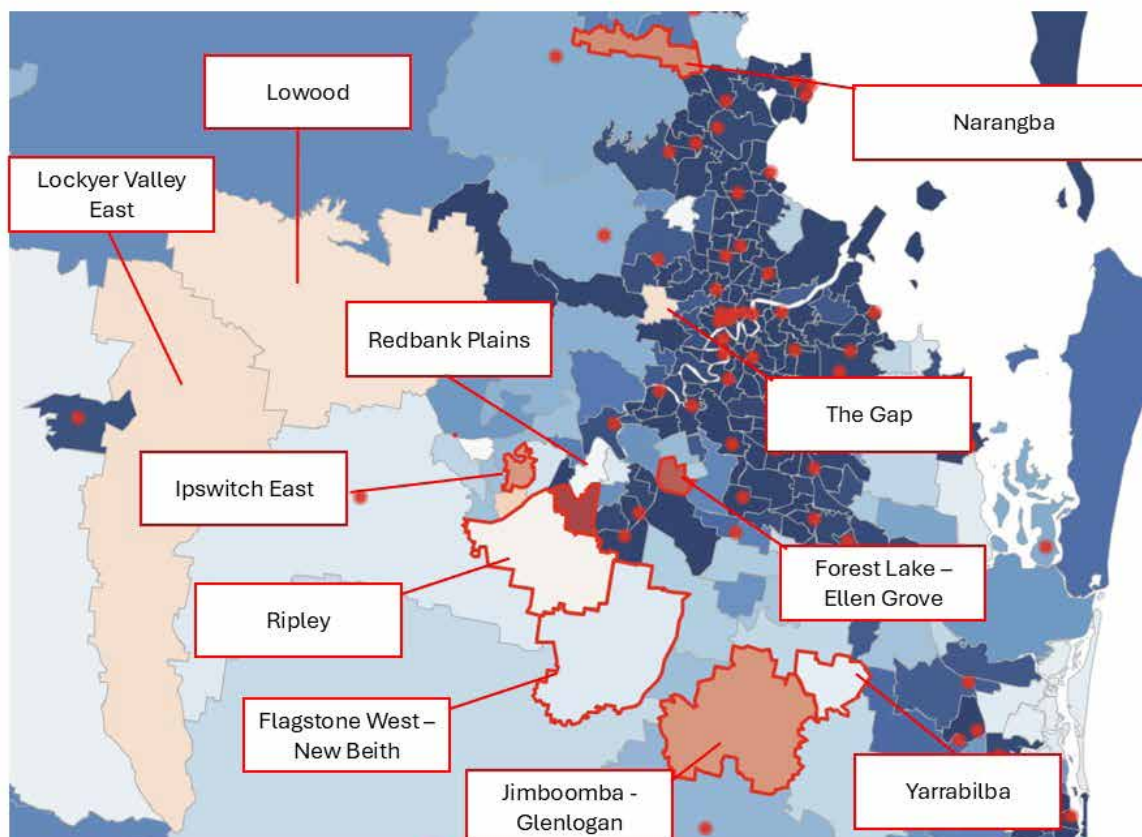 Lowood
Narangba
Lockyer Valley
East
Redbank Plains
The Gap
Ipswitch East
Forest Lake –
Ellen Grove
Ripley
Flagstone West –
New Beith
Jimboomba -
Glenlogan
Yarrabilba